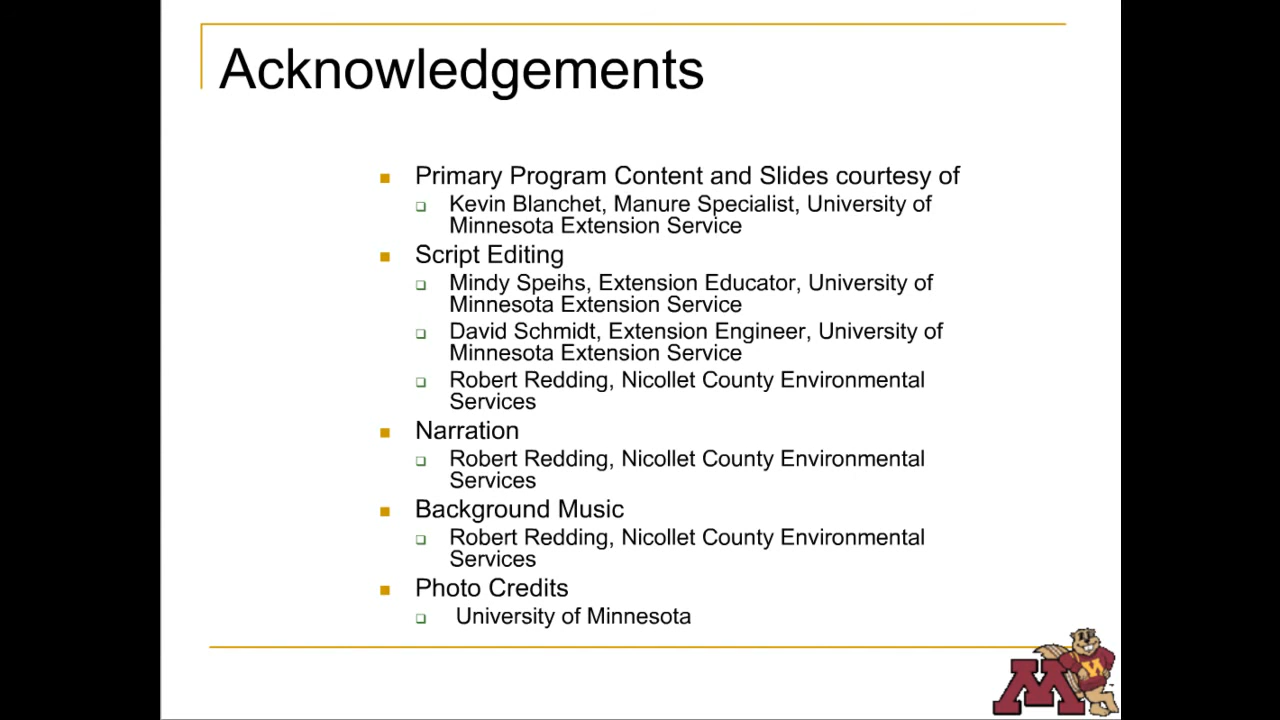 Acknowledgements
Primary Program Content and Slides courtesy of
Kevin Blanchet, Manure Specialist, University of
Minnesota Extension Service
Script Editing
Mindy Speihs, Extension Educator, University of
Minnesota Extension Service
David Schmidt, Extension Engineer, University of
Minnesota Extension Service
Robert Redding, Nicollet County Environmental
Services
Narration
Robert Redding, Nicollet County Environmental
Services
Background Music
Robert Redding, Nicollet County Environmental
Services
Photo Credits
University of Minnesota
M